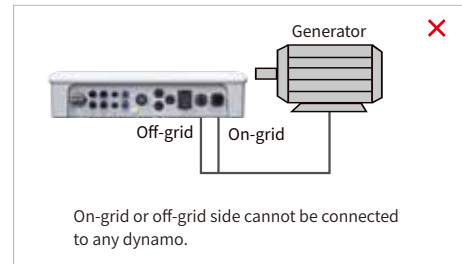 Generator
Off-grid
On-grid
On-grid or off-grid side cannot be connected
to any dynamo.